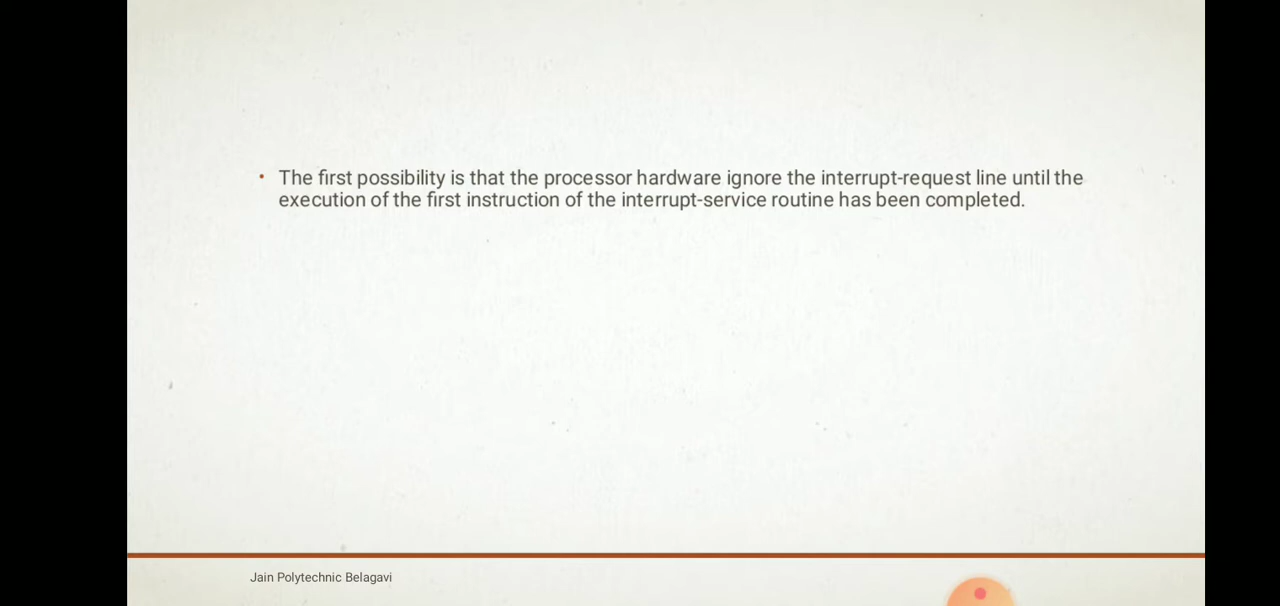 • The first possibility is that the processor hardware ignore the interrupt-request line until the
execution of the first instruction of the interrupt-service routine has been completed.
Jain Polytechnic Belagavi